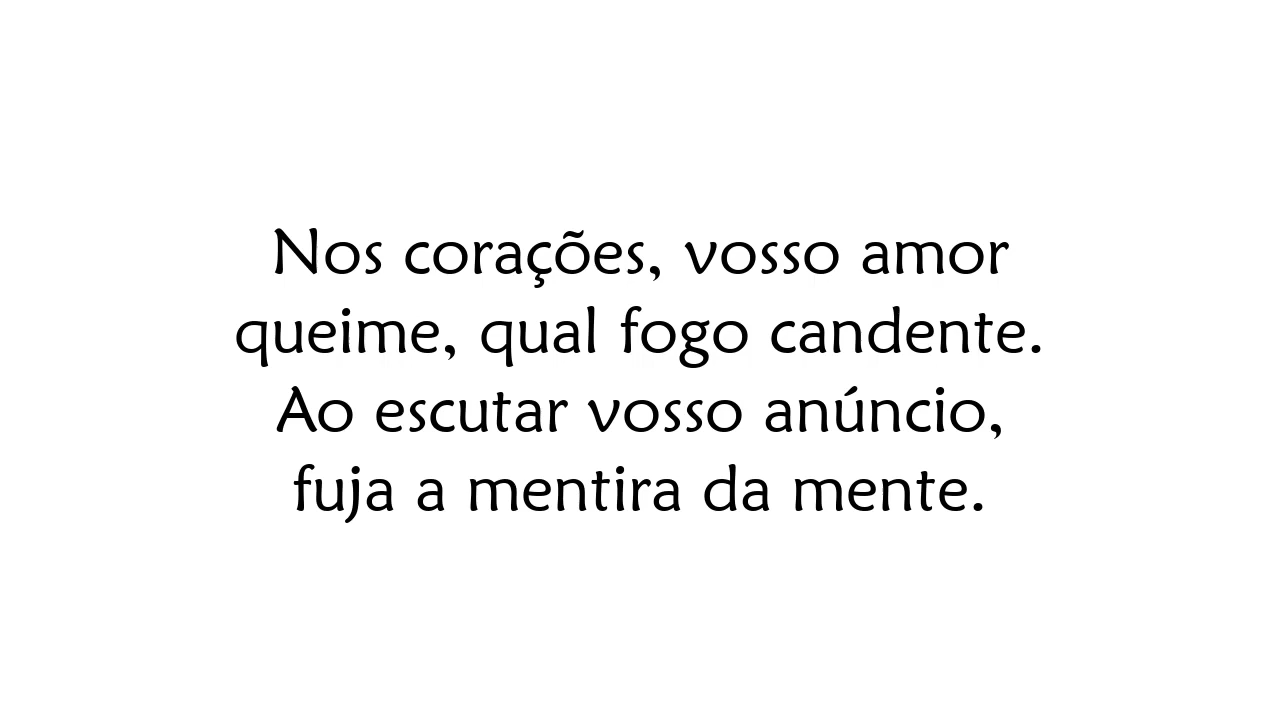 Nos corações, vosso amor
queime, qual fogo candente.
Ao escutar vosso anúncio,
fuja a mentira da mente.